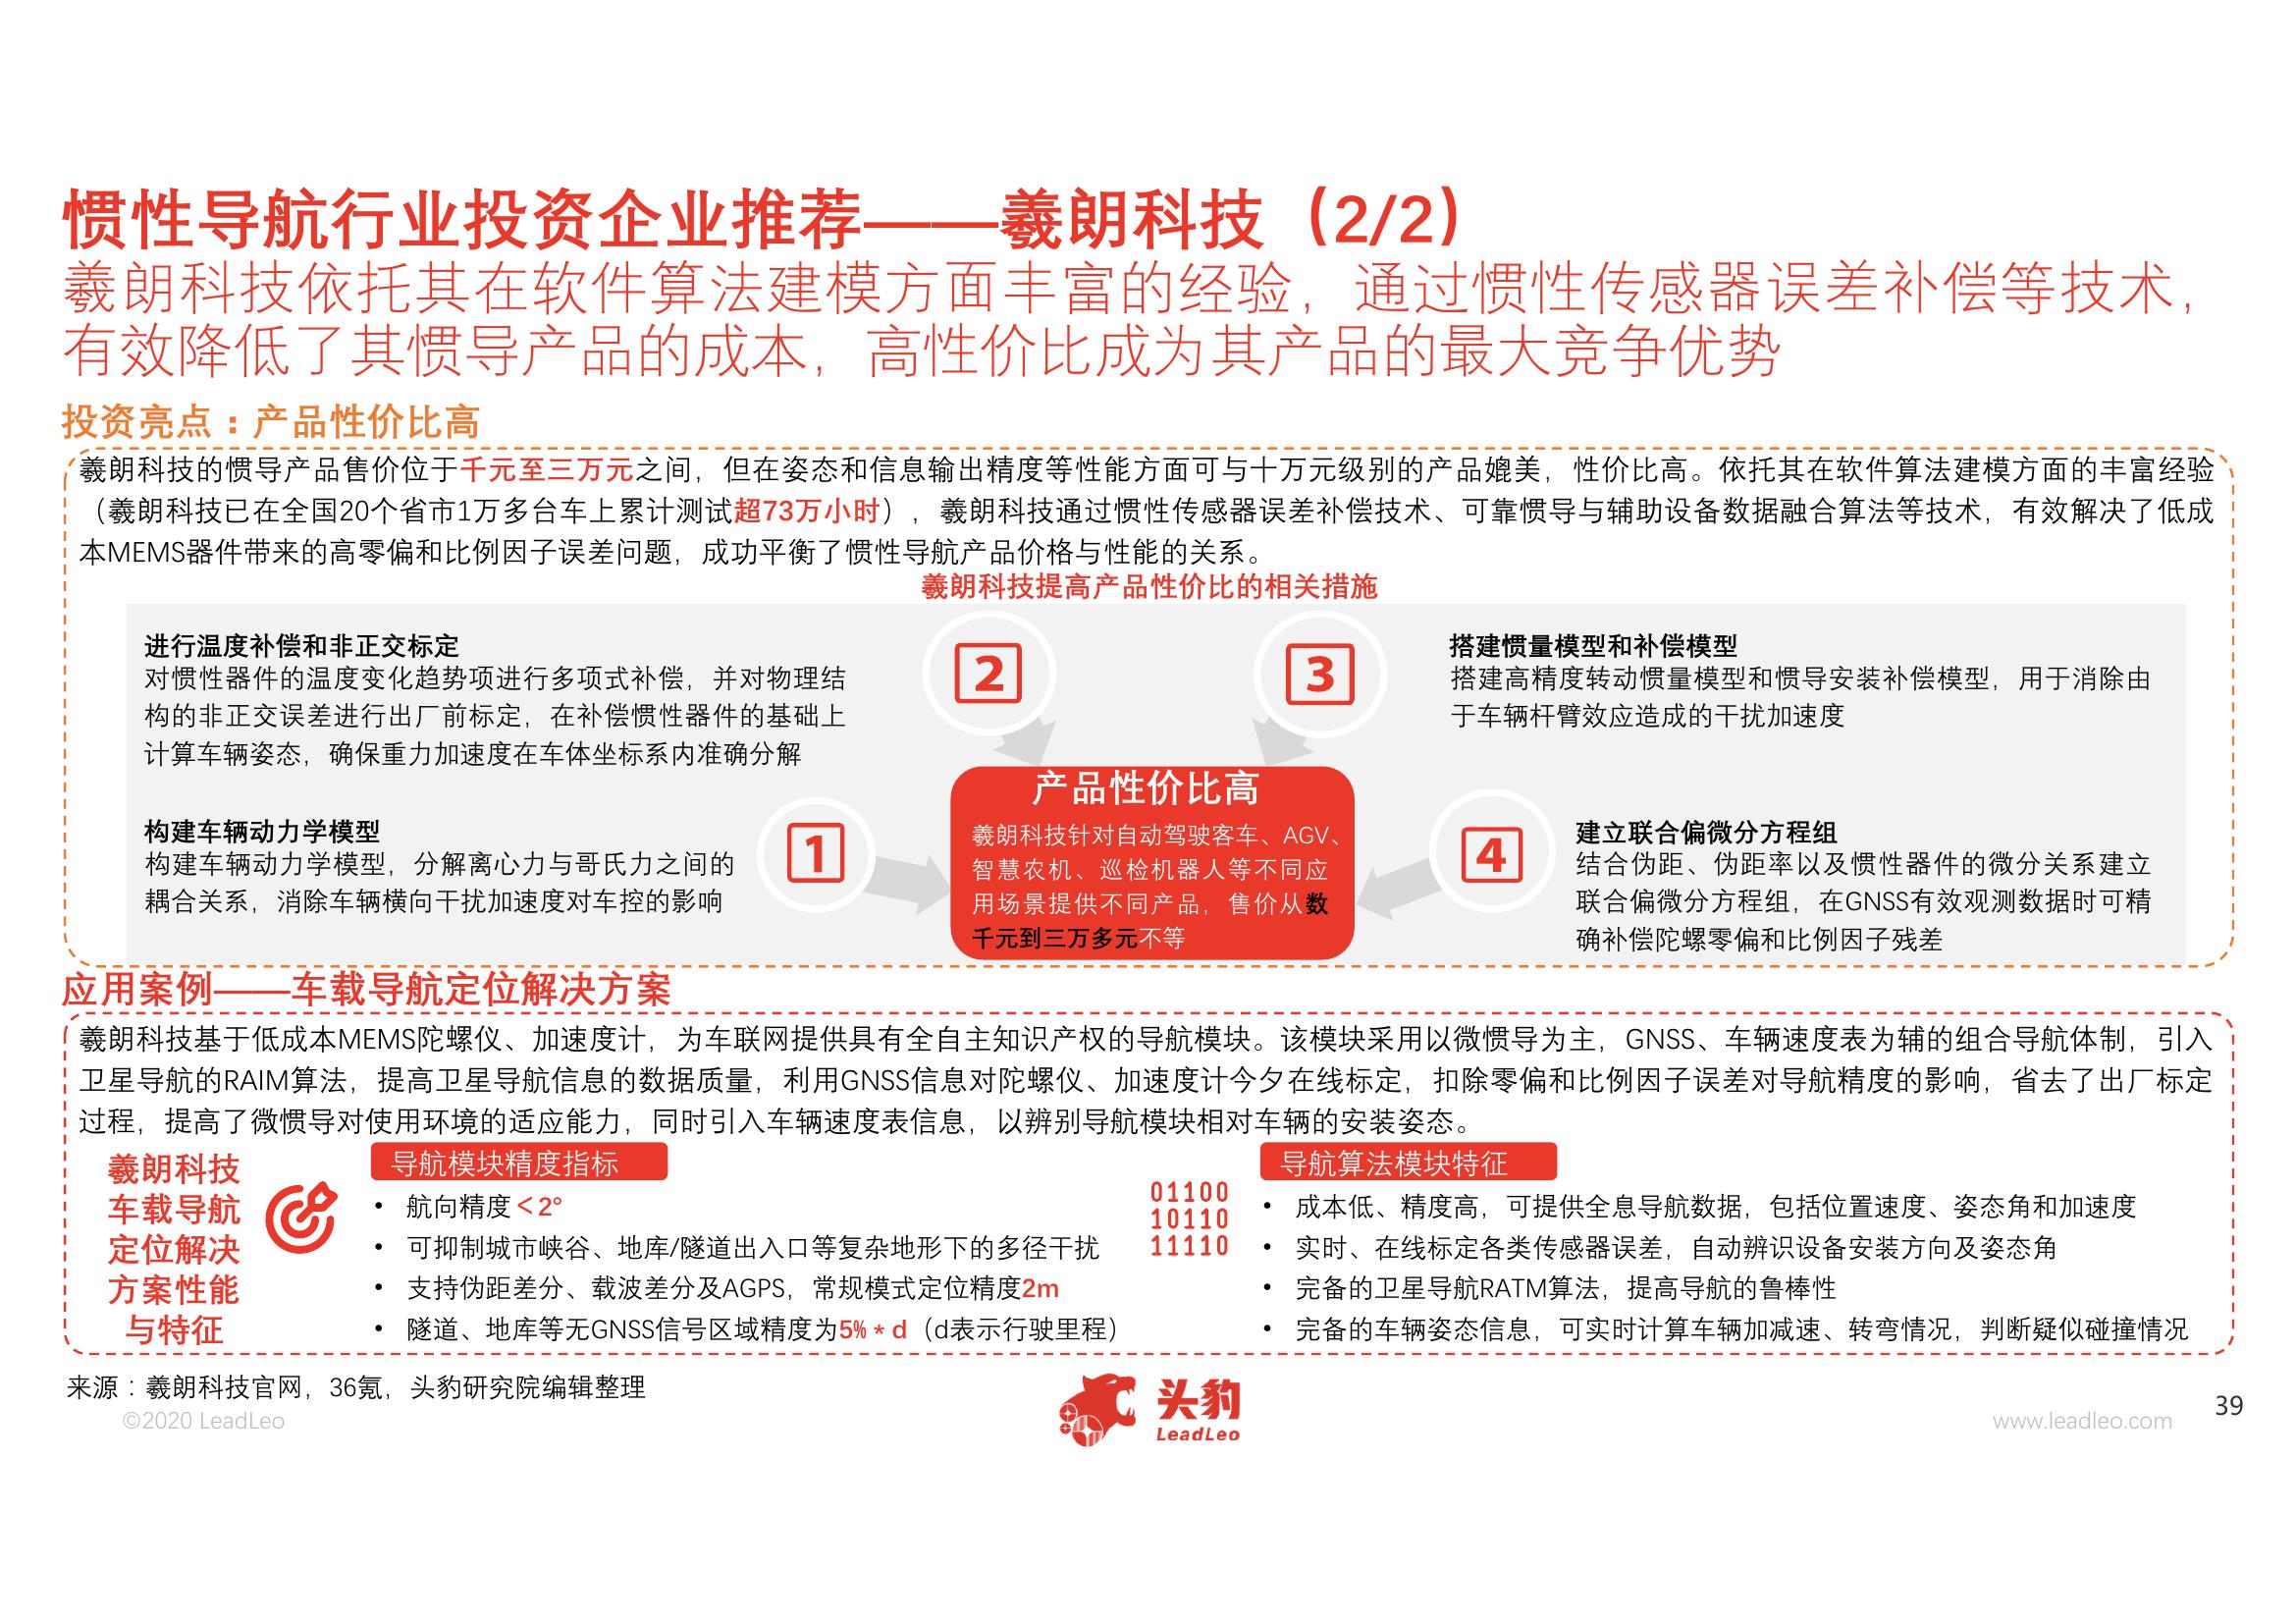 惯性导航行业投资企业推荐——羲朗科技（2/2）
羲朗科技依托其在软件算法建模方面丰富的经验，通过惯性传感器误差补偿等技术，
有效降低了其惯导产品的成本，高性价比成为其产品的最大竞争优势
投资亮点：产品性价比高
羲朗科技的惯导产品售价位于千元至三万元之间，但在姿态和信息输出精度等性能方面可与十万元级别的产品媲美，性价比高。依托其在软件算法建模方面的丰富经验
（羲朗科技已在全国20个省市1万多台车上累计测试超73万小时），羲朗科技通过惯性传感器误差补偿技术、可靠惯导与辅助设备数据融合算法等技术，有效解决了低成
本MEMS器件带来的高零偏和比例因子误差问题，成功平衡了惯性导航产品价格与性能的关系。
羲朗科技提高产品性价比的相关措施
进行温度补偿和非正交标定
对惯性器件的温度变化趋势项进行多项式补偿，并对物理结
构的非正交误差进行出厂前标定，在补偿惯性器件的基础上
计算车辆姿态，确保重力加速度在车体坐标系内准确分解
2
3
搭建惯量模型和补偿模型
搭建高精度转动惯量模型和惯导安装补偿模型，用于消除由
于车辆杆臂效应造成的干扰加速度
构建车辆动力学模型
构建车辆动力学模型，分解离心力与哥氏力之间的
耦合关系，消除车辆横向干扰加速度对车控的影响
1
产品性价比高
羲朗科技针对自动驾驶客车、AGV、
智慧农机、巡检机器人等不同应
用场景提供不同产品，售价从数
千元到三万多元不等
4
建立联合偏微分方程组
结合伪距、伪距率以及惯性器件的微分关系建立
联合偏微分方程组，在GNSS有效观测数据时可精
确补偿陀螺零偏和比例因子残差
应用案例——车载导航定位解决方案
羲朗科技基于低成本MEMS陀螺仪、加速度计，为车联网提供具有全自主知识产权的导航模块。该模块采用以微惯导为主，GNSS、车辆速度表为辅的组合导航体制，引入
卫星导航的RAIM算法，提高卫星导航信息的数据质量，利用GNSS信息对陀螺仪、加速度计今夕在线标定，扣除零偏和比例因子误差对导航精度的影响，省去了出厂标定
过程，提高了微惯导对使用环境的适应能力，同时引入车辆速度表信息，以辨别导航模块相对车辆的安装姿态。
羲朗科技
车载导航
定位解决
方案性能
与特征
导航模块精度指标
• 航向精度＜2°
• 可抑制城市峡谷、地库/隧道出入口等复杂地形下的多径干扰
• 支持伪距差分、载波差分及AGPS，常规模式定位精度2m
• 隧道、地库等无GNSS信号区域精度为5%＊d（d表示行驶里程）
01100
10110
11110
导航算法模块特征
• 成本低、精度高，可提供全息导航数据，包括位置速度、姿态角和加速度
• 实时、在线标定各类传感器误差，自动辨识设备安装方向及姿态角
• 完备的卫星导航RATM算法，提高导航的鲁棒性
• 完备的车辆姿态信息，可实时计算车辆加减速、转弯情况，判断疑似碰撞情况
来源：羲朗科技官网，36氪，头豹研究院编辑整理
©2020 LeadLeo
头豹
LeadLeo
www.leadleo.com
39